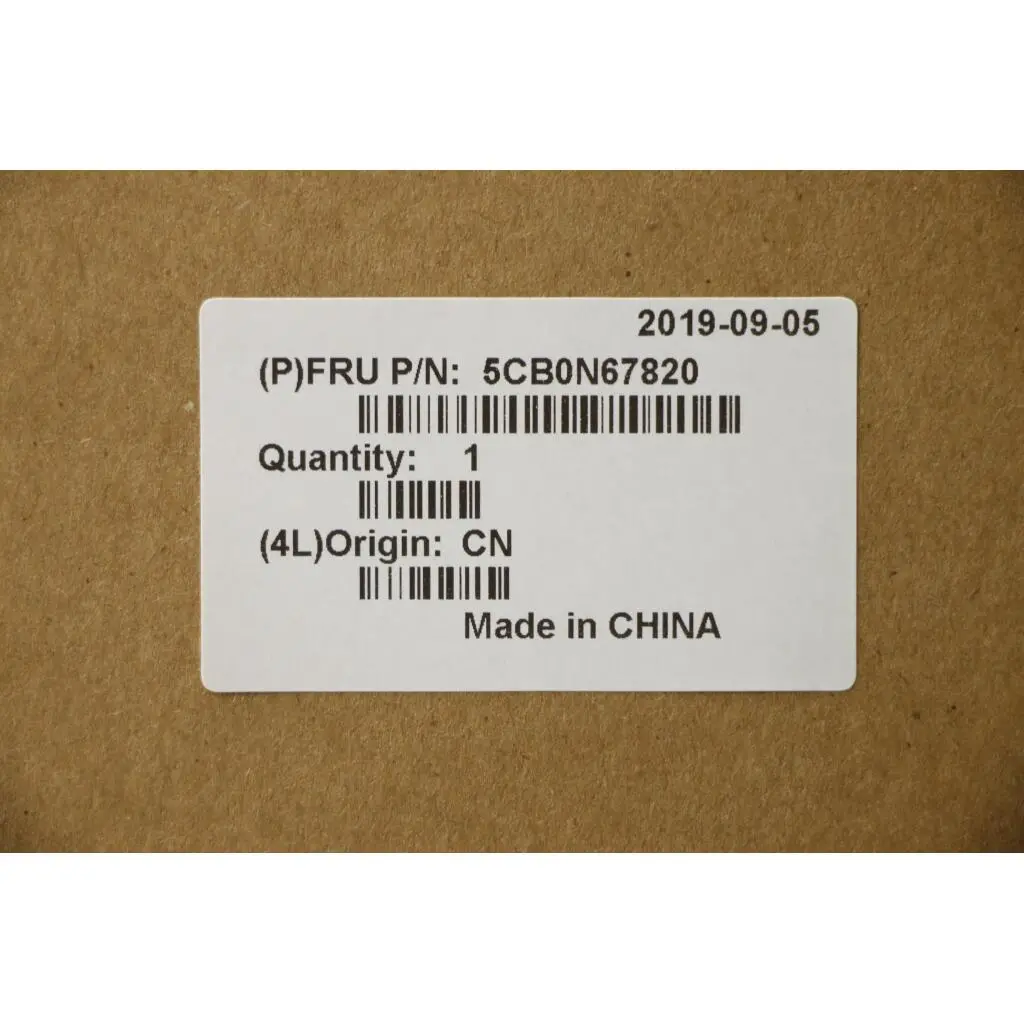 2019-09-05
(P)FRU P/N: 5CB0N67820
Quantity: 1
(4L)Origin: CN
Made in CHINA